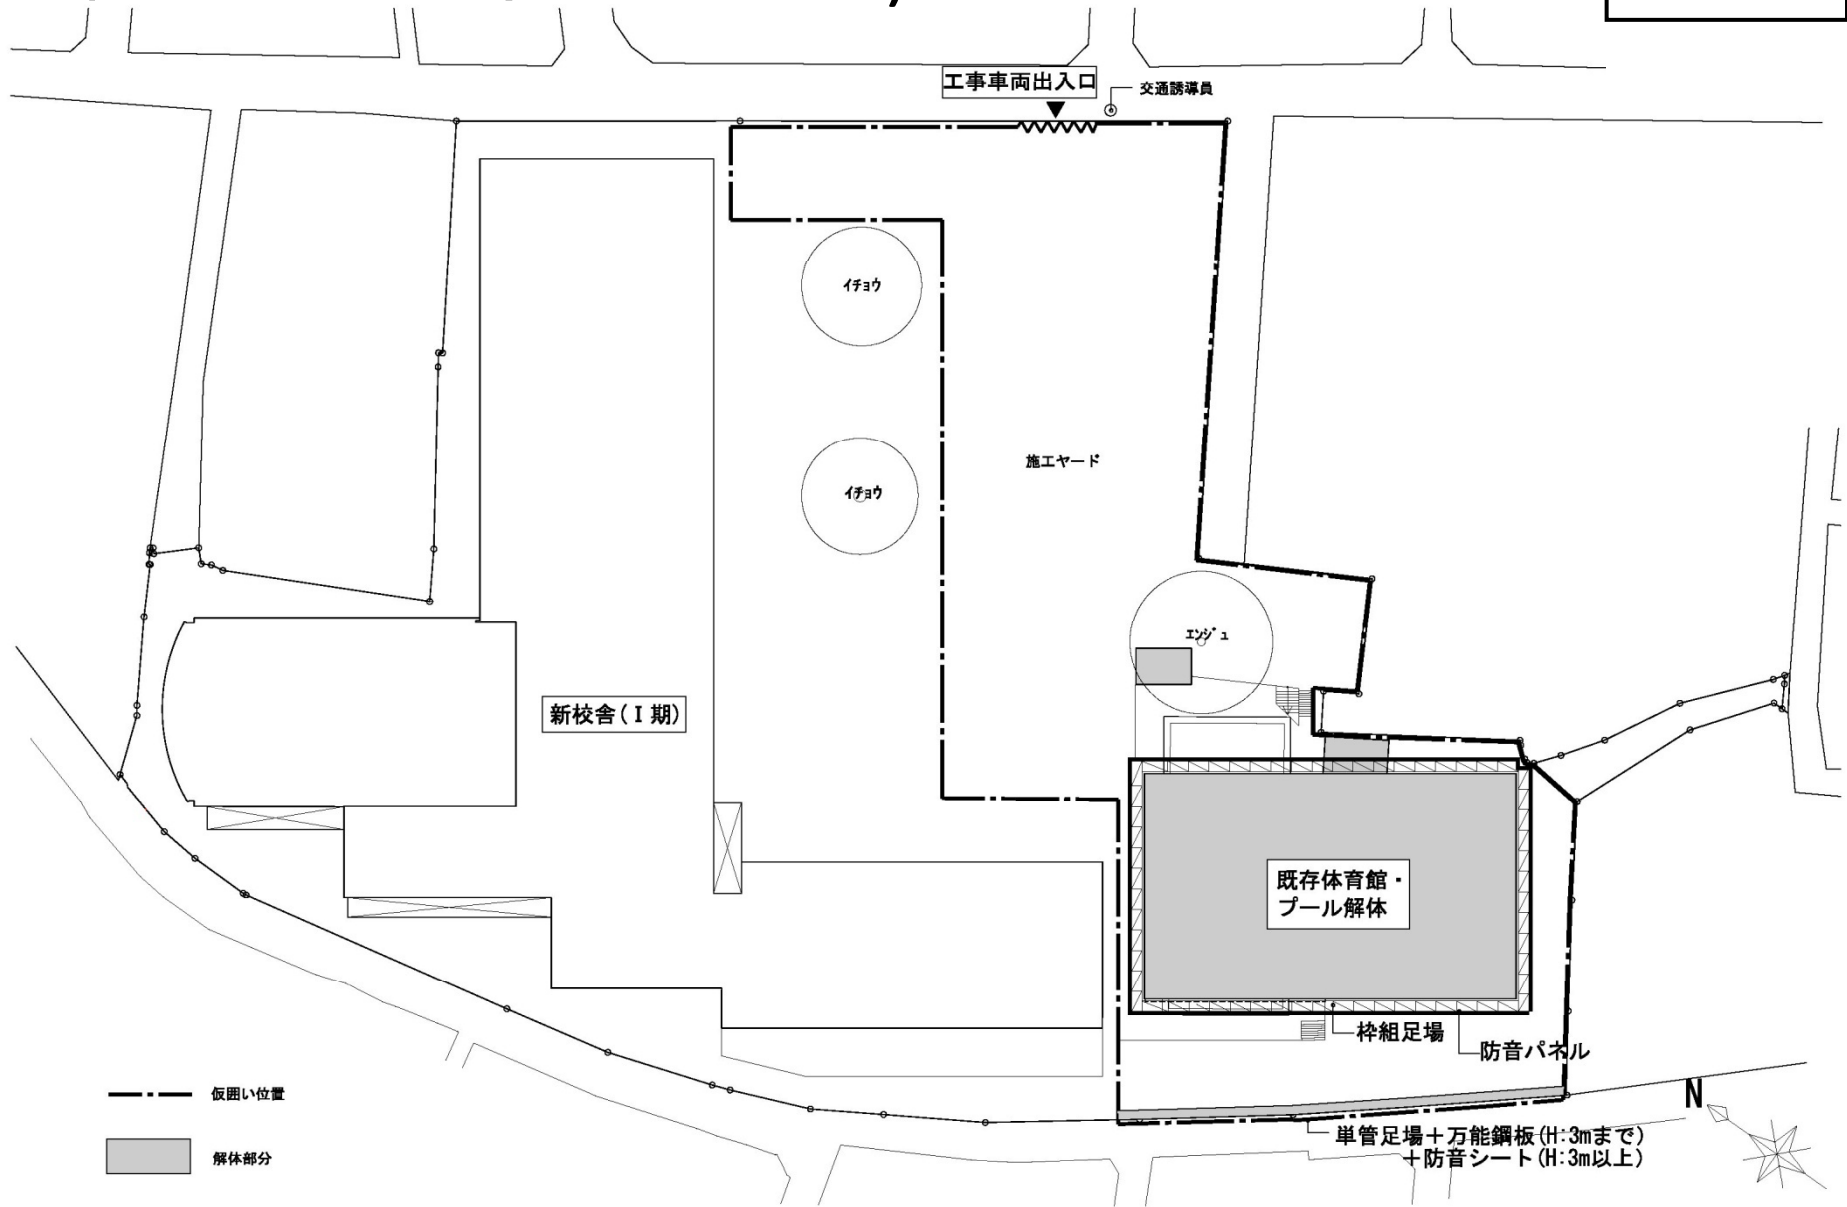 工事車両出入口
交通誘導員
イチョウ
イチョウ
施工ヤード
エンジュ
新校舎(Ⅰ期)
既存体育館・
プール解体
枠組足場
防音パネル
仮囲い位置
N
単管足場+万能鋼板(H:3mまで)
+防音シート(H:3m以上)
解体部分